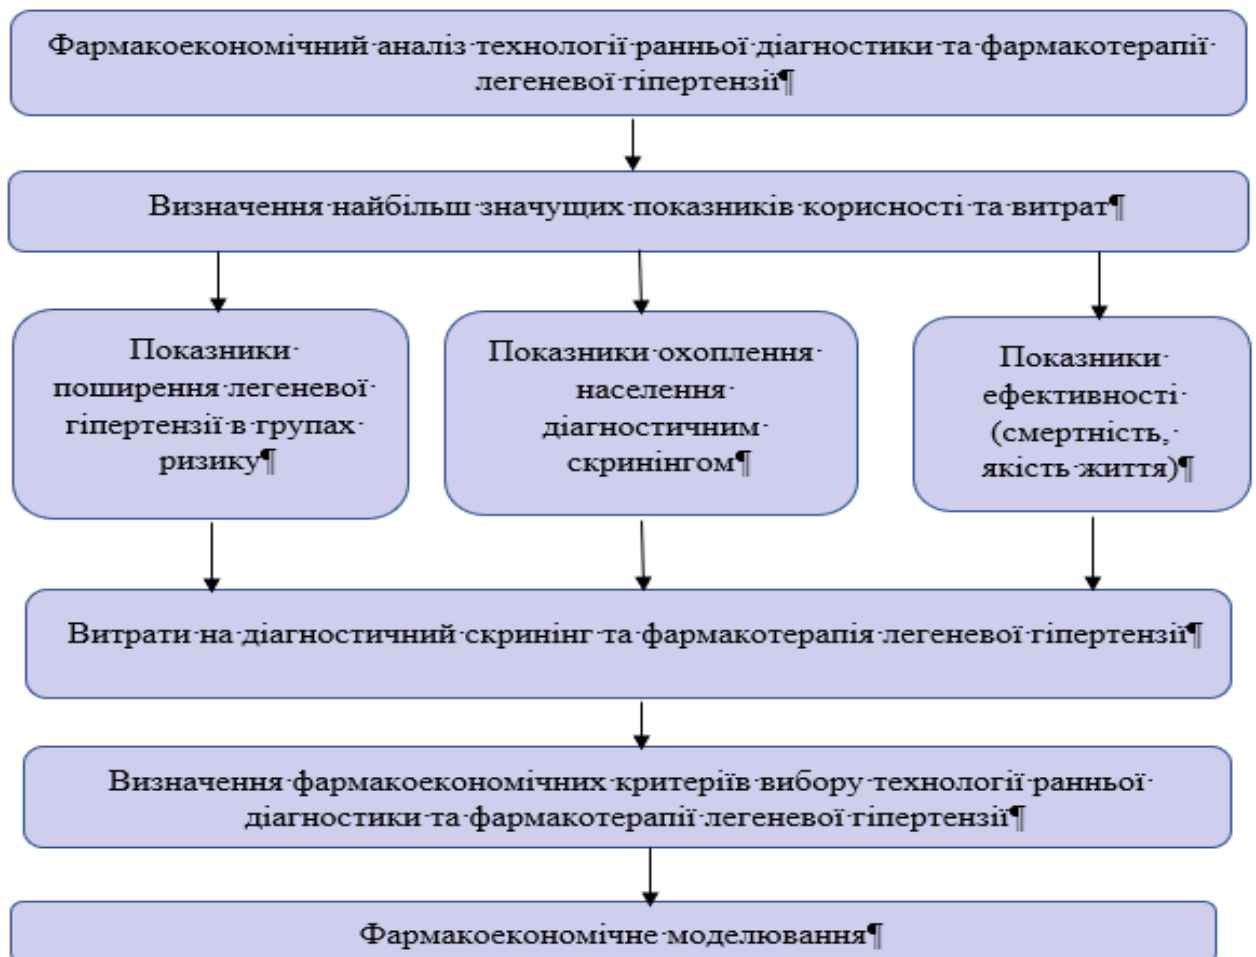 Фармакоекономічний·аналіз·технології·ранньої·діагностики·та·фармакотерапії·
легеневої·гіпертензії¶
Визначення·найбільш·значущих·показників·корисності·та·витрат¶
Показники·
поширення·легеневої·
гіпертензії·в·групах·
ризику¶
Показники·охоплення·
населення·
діагностичним·
скринінгом¶
Показники·
ефективності·
(смертність,·
якість·життя)¶
Витрати·на·діагностичний·скринінг·та·фармакотерапія·легеневої·гіпертензії¶
Визначення·фармакоекономічних·критеріїв·вибору·технології·ранньої·
діагностики·та·фармакотерапії·легеневої·гіпертензії¶
Фармакоекономічне·моделювання¶